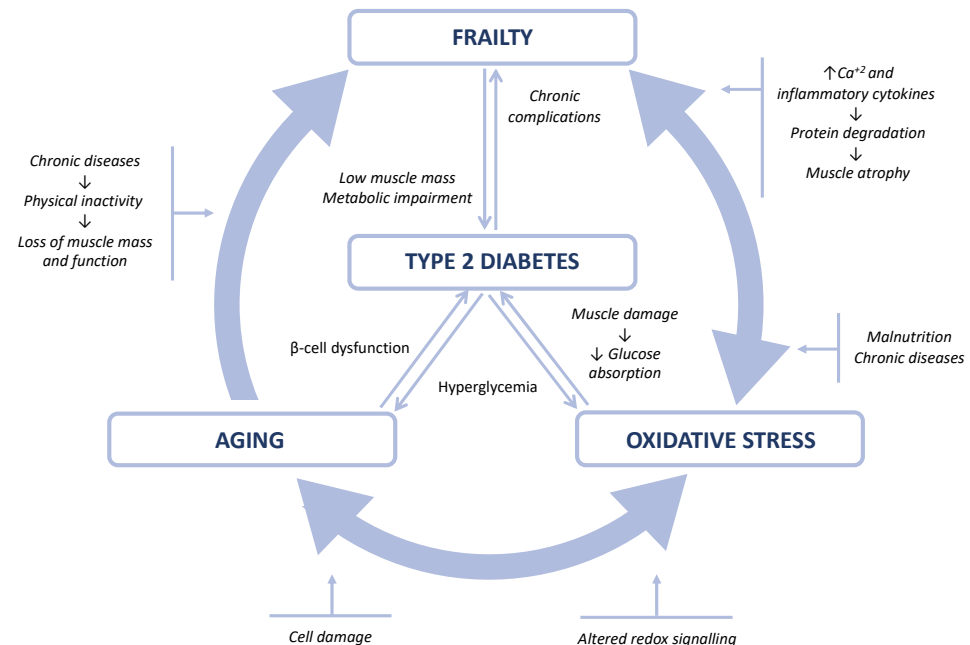 FRAILTY
↑Ca⁺² and
inflammatory cytokines
↓
Protein degradation
↓
Muscle atrophy
Chronic
complications
Chronic diseases
↓
Physical inactivity
↓
Loss of muscle mass
and function
Low muscle mass
Metabolic impairment
TYPE 2 DIABETES
Muscle damage
↓
↓ Glucose
absorption
β-cell dysfunction
Hyperglycemia
Malnutrition
Chronic diseases
AGING
OXIDATIVE STRESS
Cell damage
Altered redox signalling